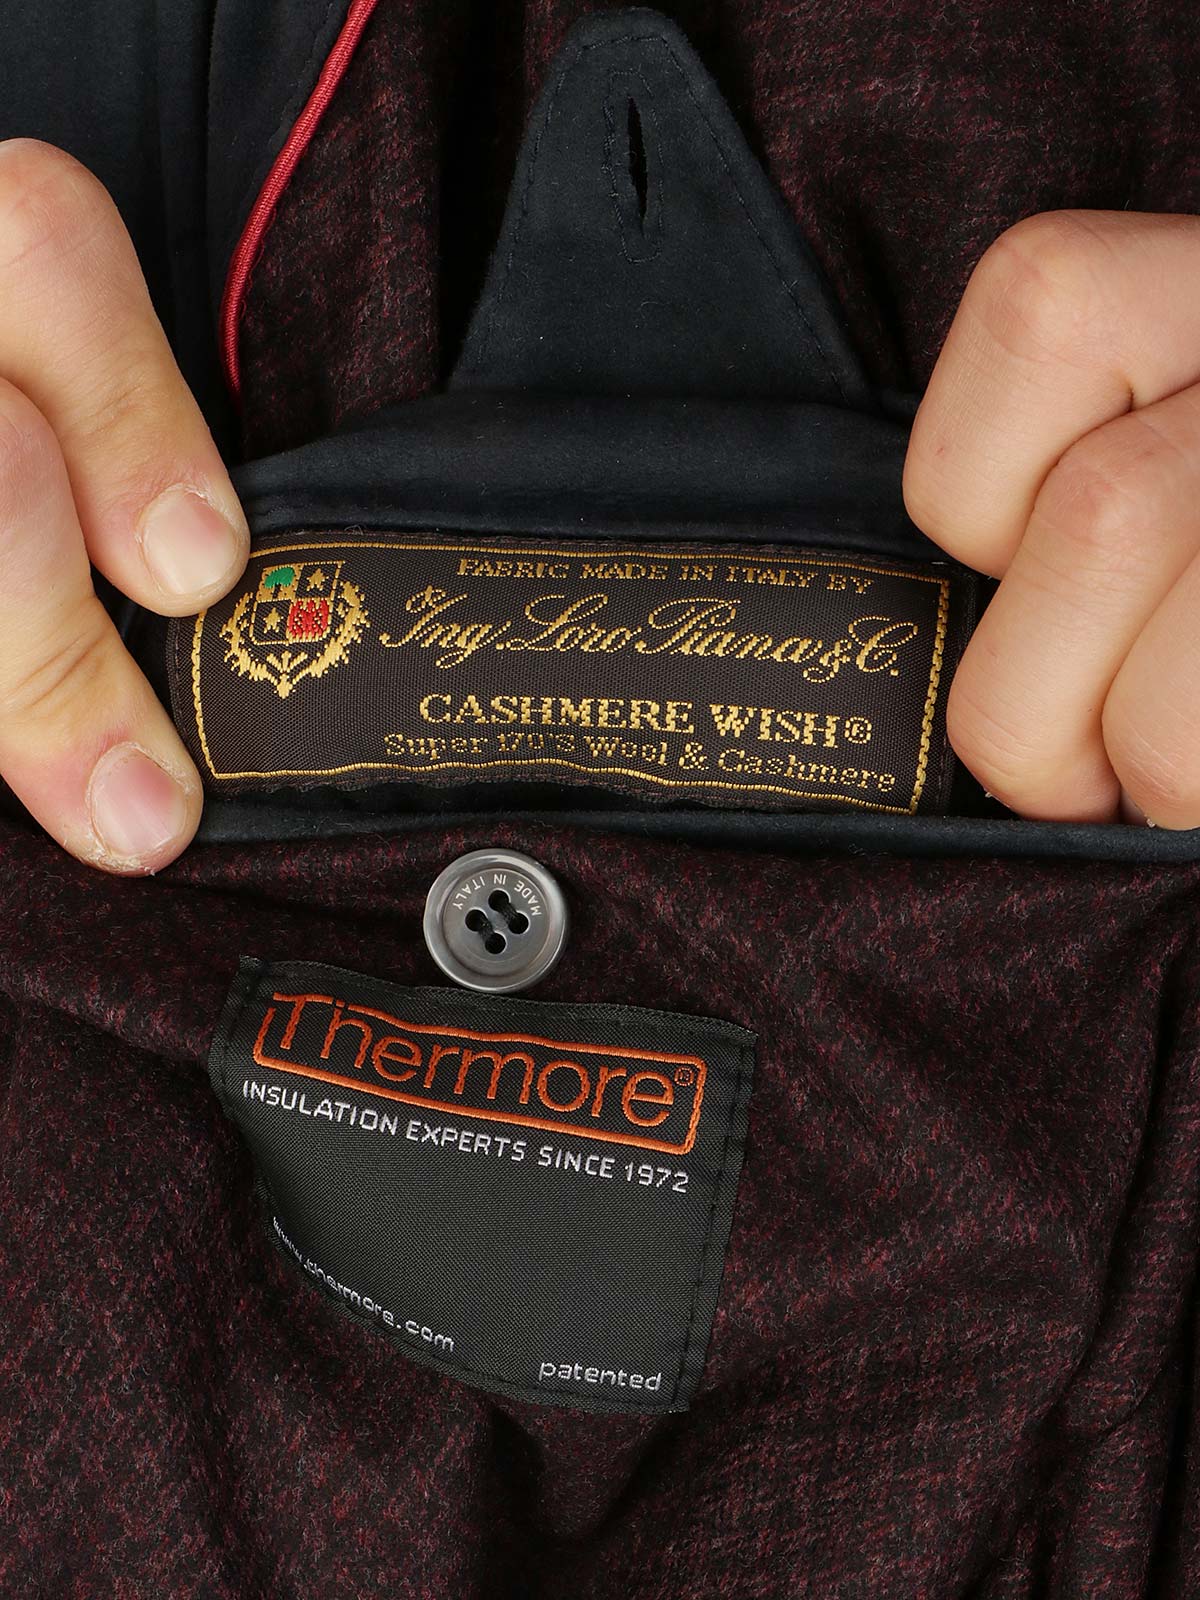 FABRIC MADE IN ITALY BY
Ing. Loro Piana & C.
CASHMERE WISH®
Super 170'S Wool & Cashmere
MADE IN ITALY
Thermore®
INSULATION EXPERTS SINCE 1972
www.thermore.com
patented